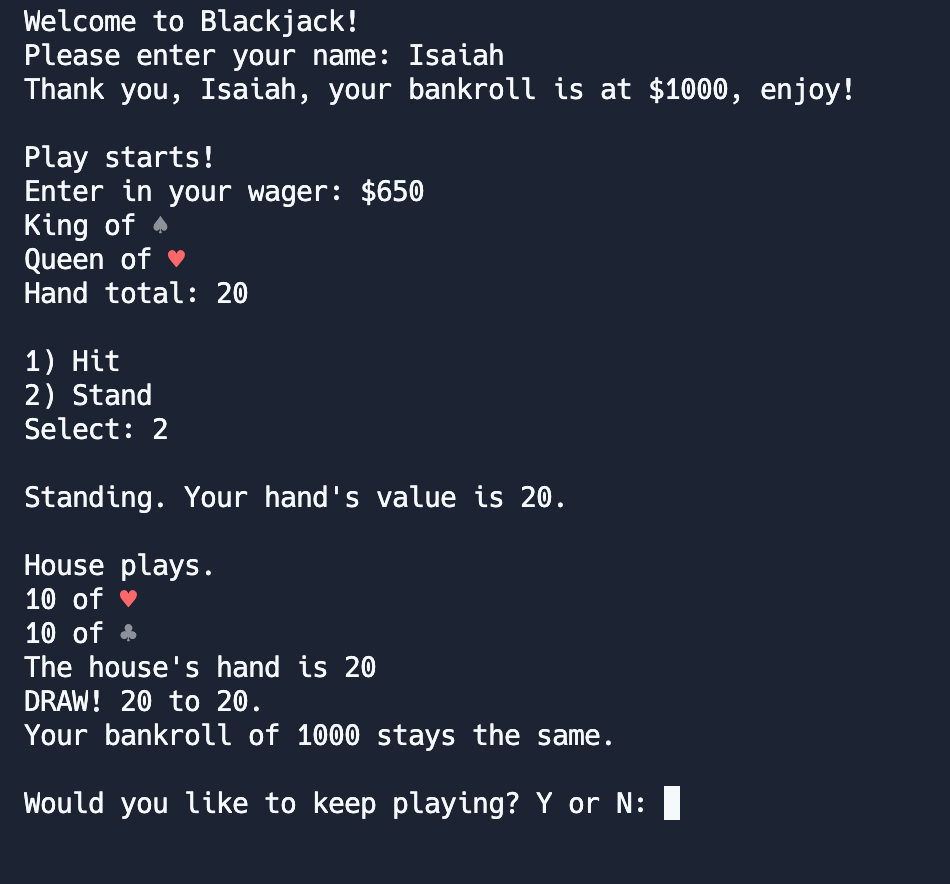 Welcome to Blackjack!
Please enter your name: Isaiah
Thank you, Isaiah, your bankroll is at $1000, enjoy!
Play starts!
Enter in your wager: $650
King of ♠
Queen of ♥
Hand total: 20
1) Hit
2) Stand
Select: 2
Standing. Your hand's value is 20.
House plays.
10 of ♥
10 of ♣
The house's hand is 20
DRAW! 20 to 20.
Your bankroll of 1000 stays the same.
Would you like to keep playing? Y or N: